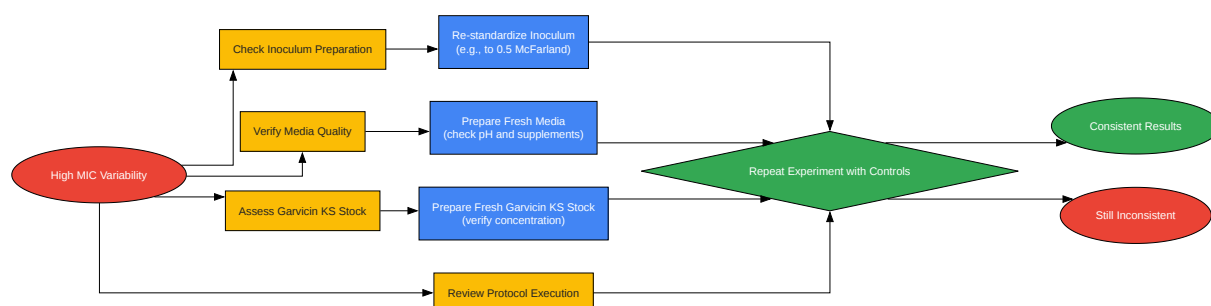 High MIC Variability
Check Inoculum Preparation
Re-standardize Inoculum
(e.g., to 0.5 McFarland)
Verify Media Quality
Prepare Fresh Media
(check pH and supplements)
Assess Garvicin KS Stock
Prepare Fresh Garvicin KS Stock
(verify concentration)
Review Protocol Execution
Repeat Experiment with Controls
Consistent Results
Still Inconsistent